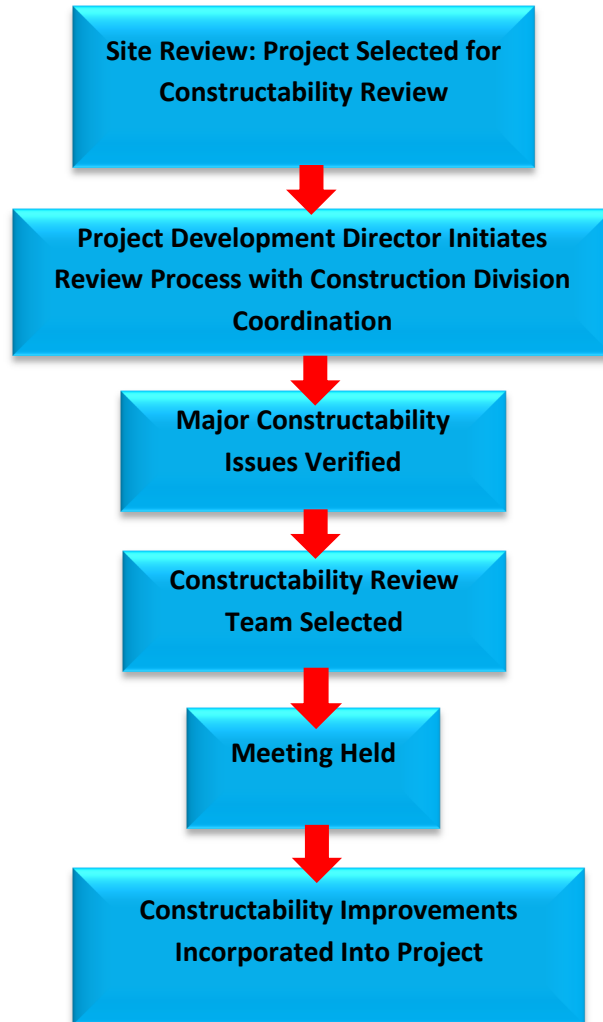 Site Review: Project Selected for
Constructability Review
Project Development Director Initiates
Review Process with Construction Division
Coordination
Major Constructability
Issues Verified
Constructability Review
Team Selected
Meeting Held
Constructability Improvements
Incorporated Into Project